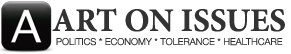 A ART ON ISSUES
POLITICS * ECONOMY * TOLERANCE * HEALTHCARE